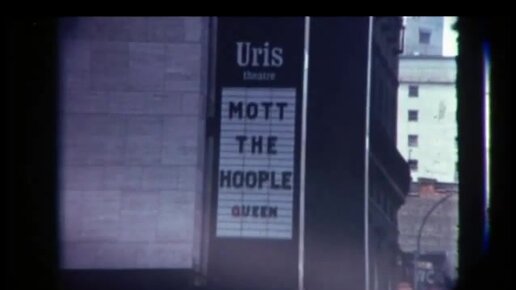 Uris
theatre
MOTT
THE
HOOPLE
QUEEN